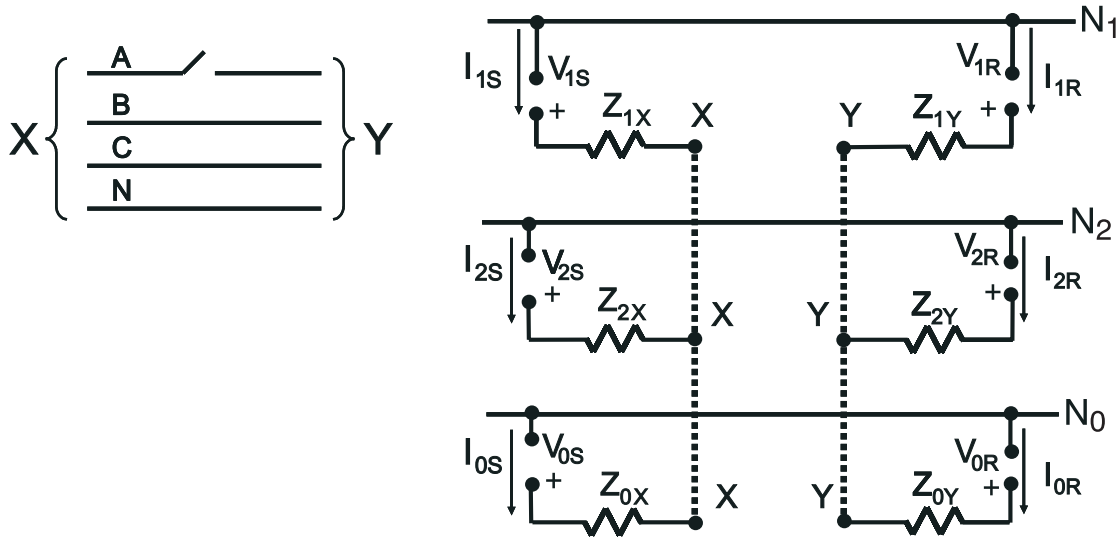 A
B
C
N
X
Y
N1
I1S
V1S
+
Z1X
X
Y
Z1Y
+
V1R
I1R
N2
I2S
V2S
+
Z2X
X
Y
Z2Y
+
V2R
I2R
N0
I0S
V0S
+
Z0X
X
Y
Z0Y
+
V0R
I0R